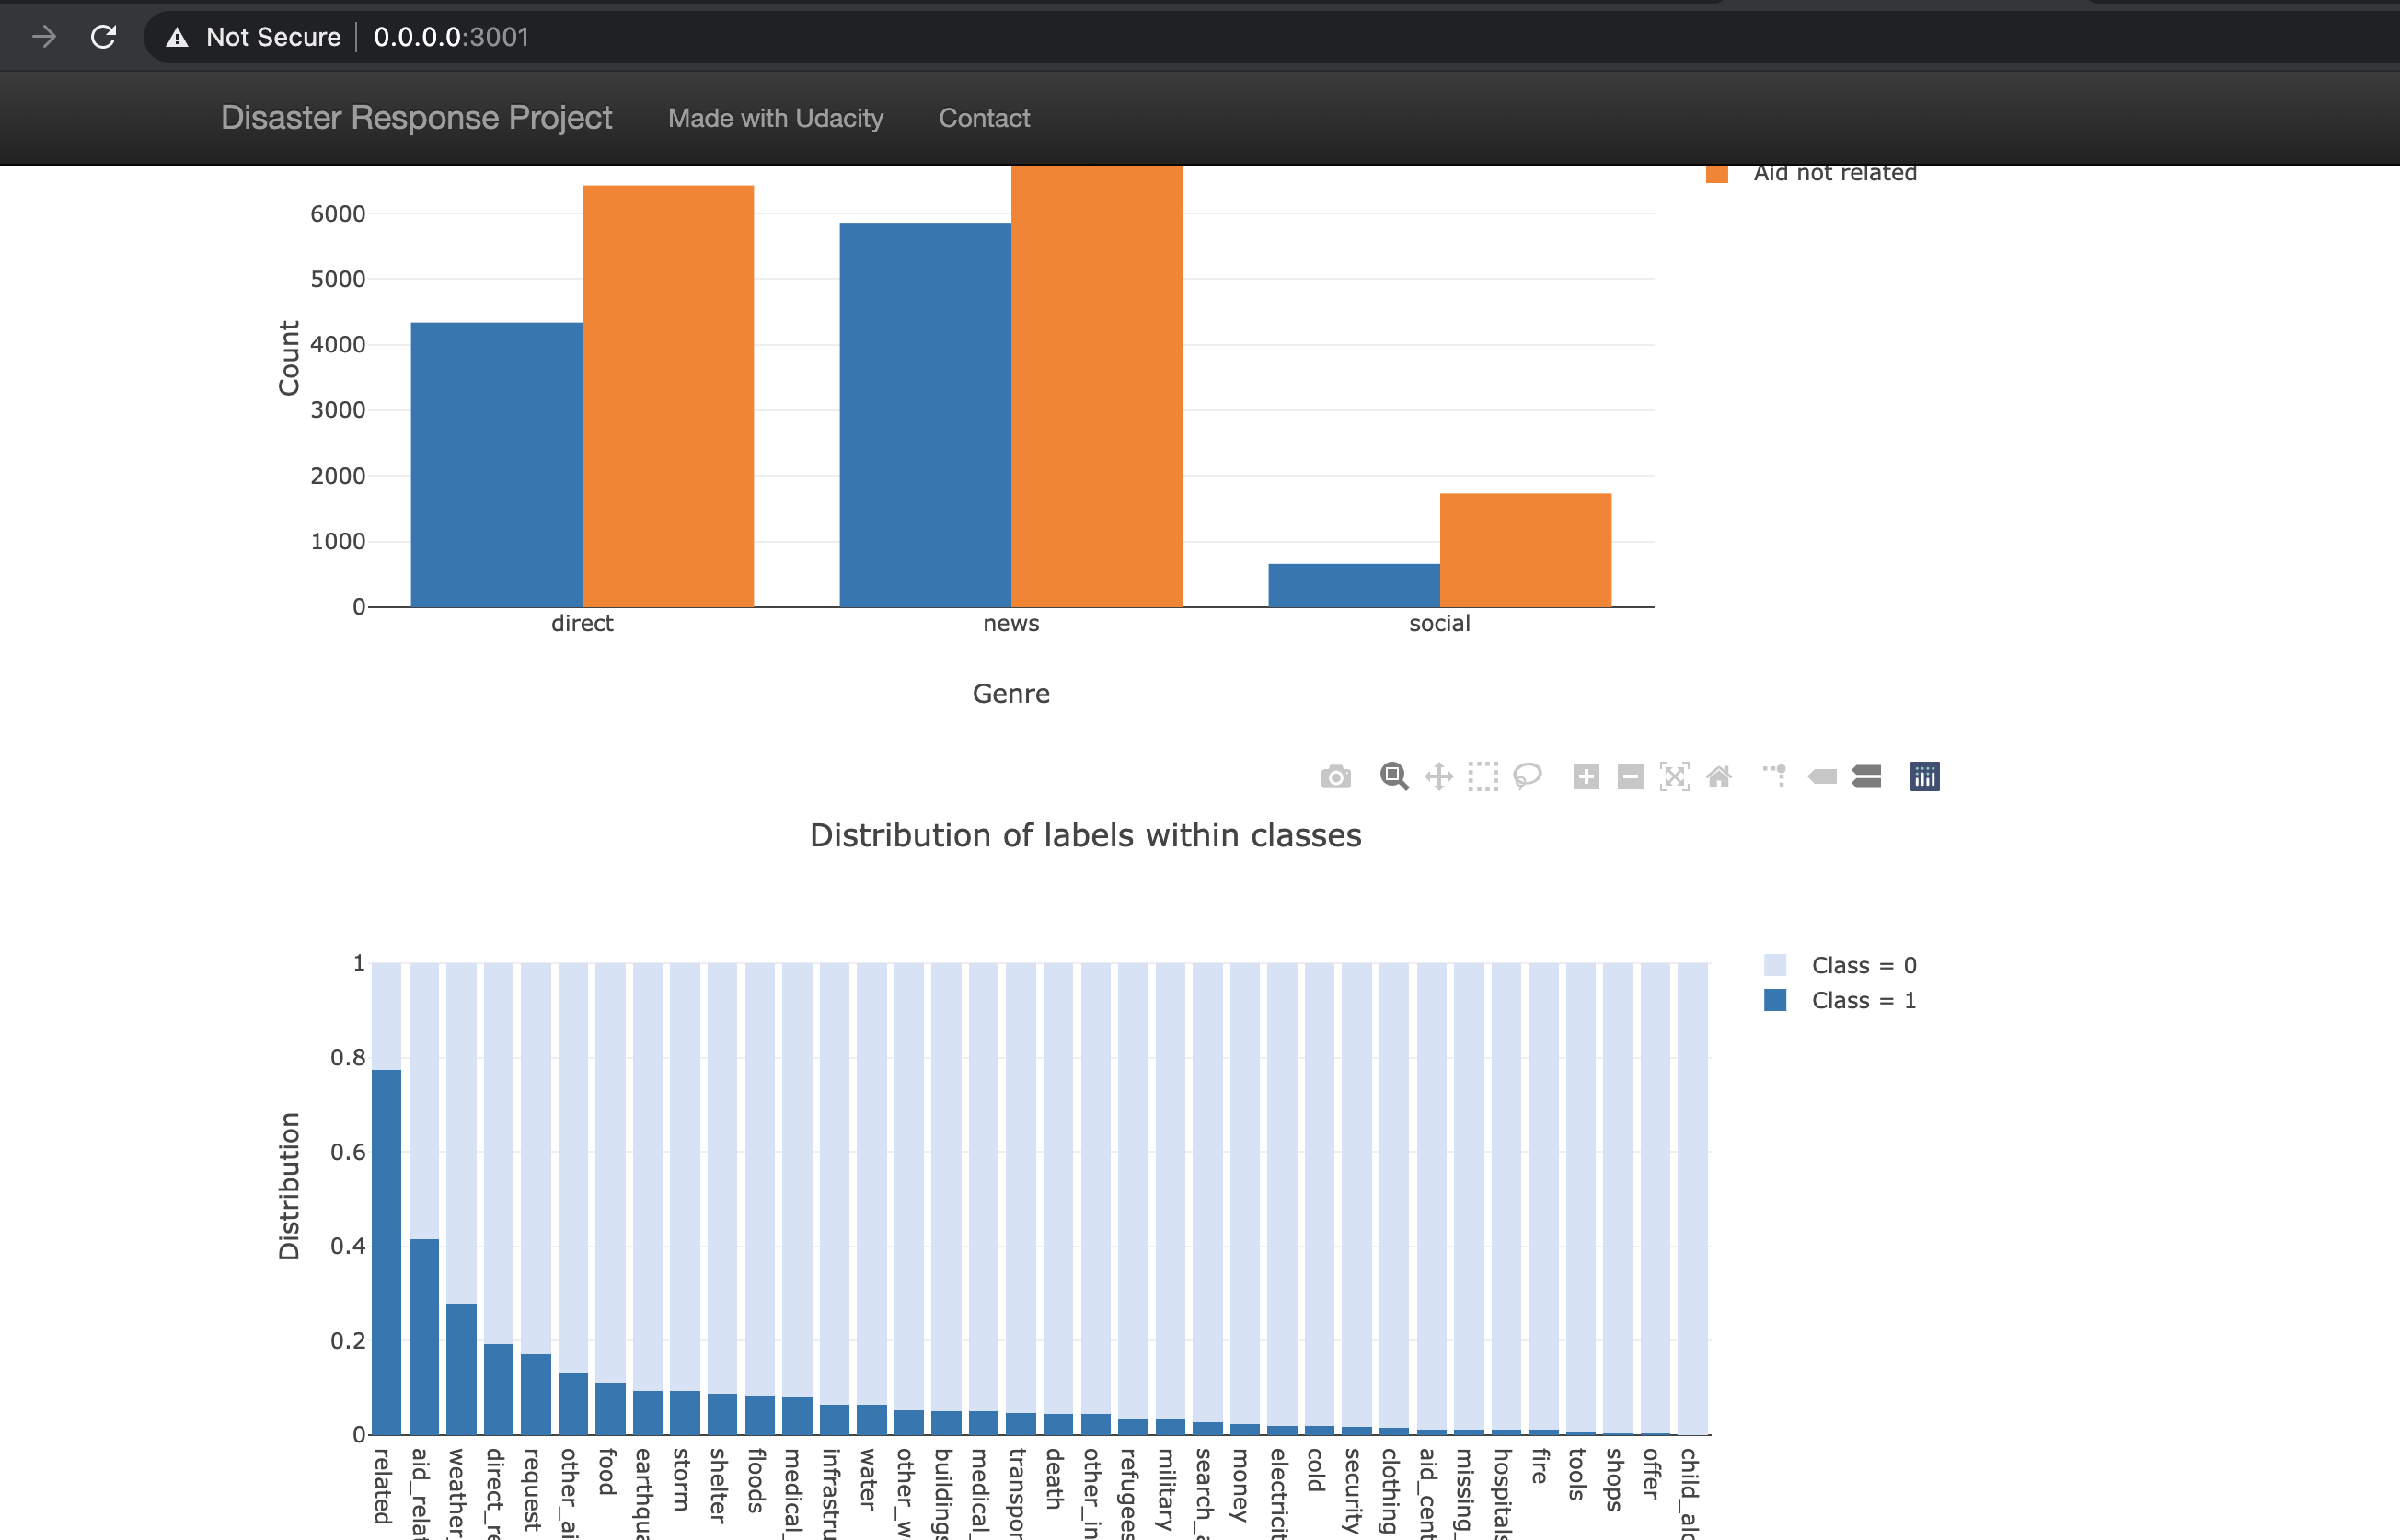 Not Secure 0.0.0.0:3001
Disaster Response Project Made with Udacity Contact
Aid not related
6000
5000
4000
3000
2000
1000
0
Count
direct news social
Genre
Distribution of labels within classes
Class = 0
Class = 1
1
0.8
0.6
0.4
0.2
0
Distribution
related
aid_relat
weather_
direct_re
request
other_ai
food
earthqua
storm
shelter
floods
medical_
infrastru
water
other_w
buildings
medical_
transpor
death
other_in
refugees
military
search_a
money
electricit
cold
security
clothing
aid_cent
missing_
hospitals
fire
tools
shops
offer
child_alo